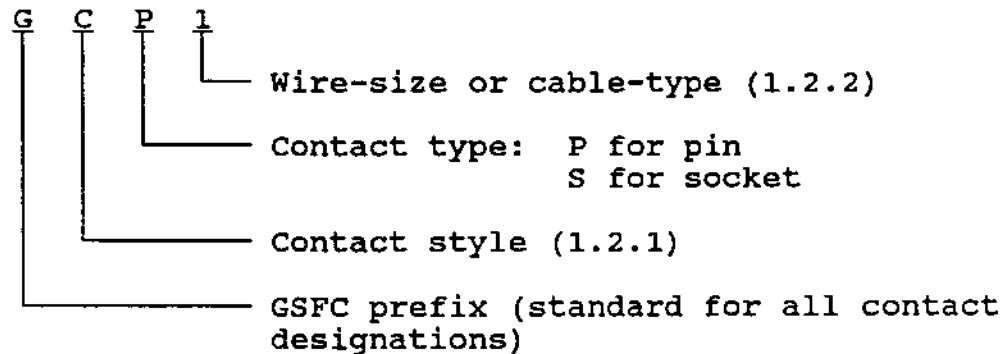 G C P 1
Wire-size or cable-type (1.2.2)
Contact type: P for pin
S for socket
Contact style (1.2.1)
GSFC prefix (standard for all contact
designations)